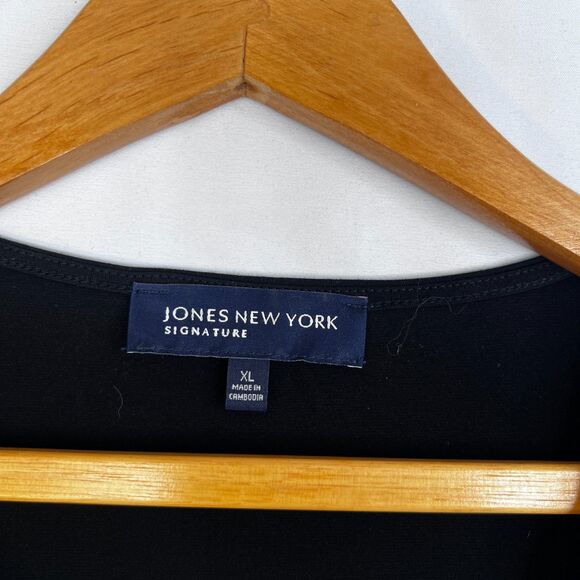 JONES NEW YORK
SIGNATURE
XL
MADE IN
CAMBODIA